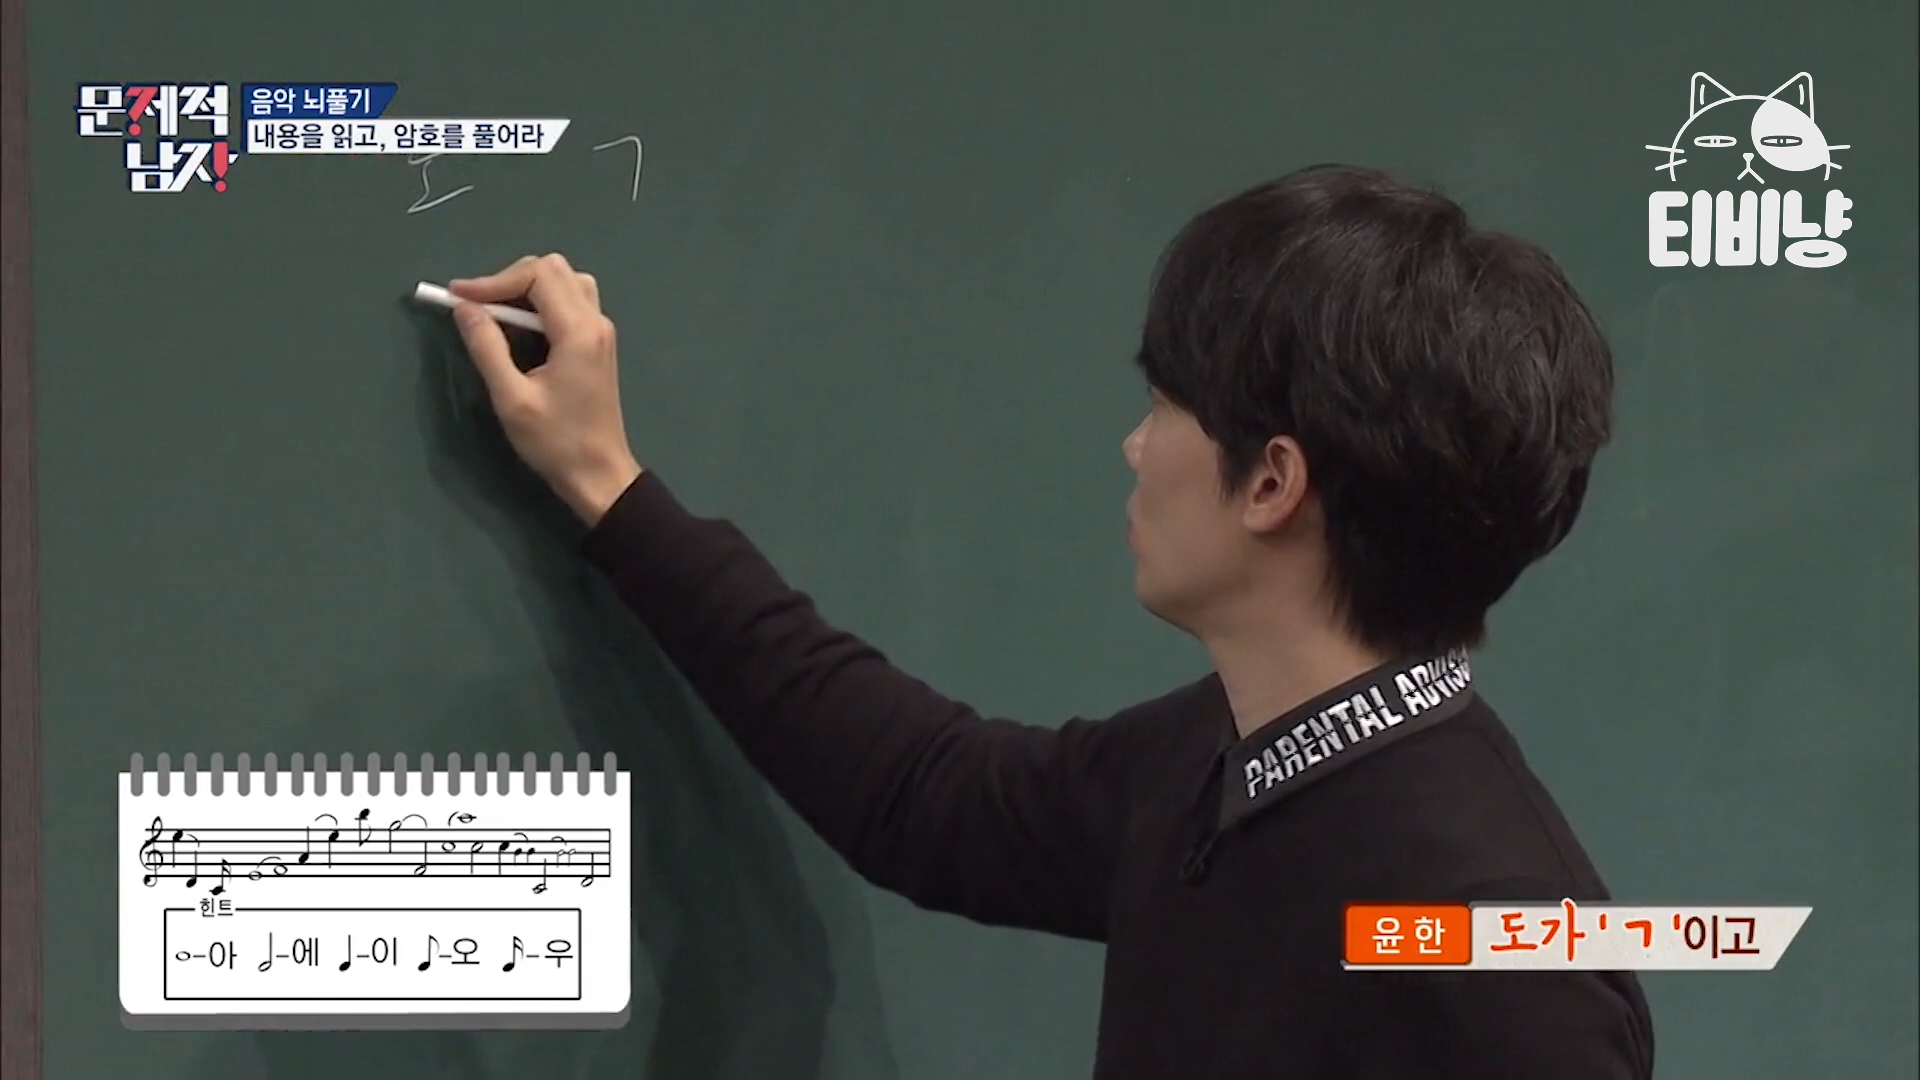 문제적
남자
음악 뇌풀기
내용을 읽고, 암호를 풀어라
티비냥
도 ㄱ
PARENTAL ADVISO
힌트
-아 -에 -이 -오 -우
윤한 도가 'ㄱ'이고